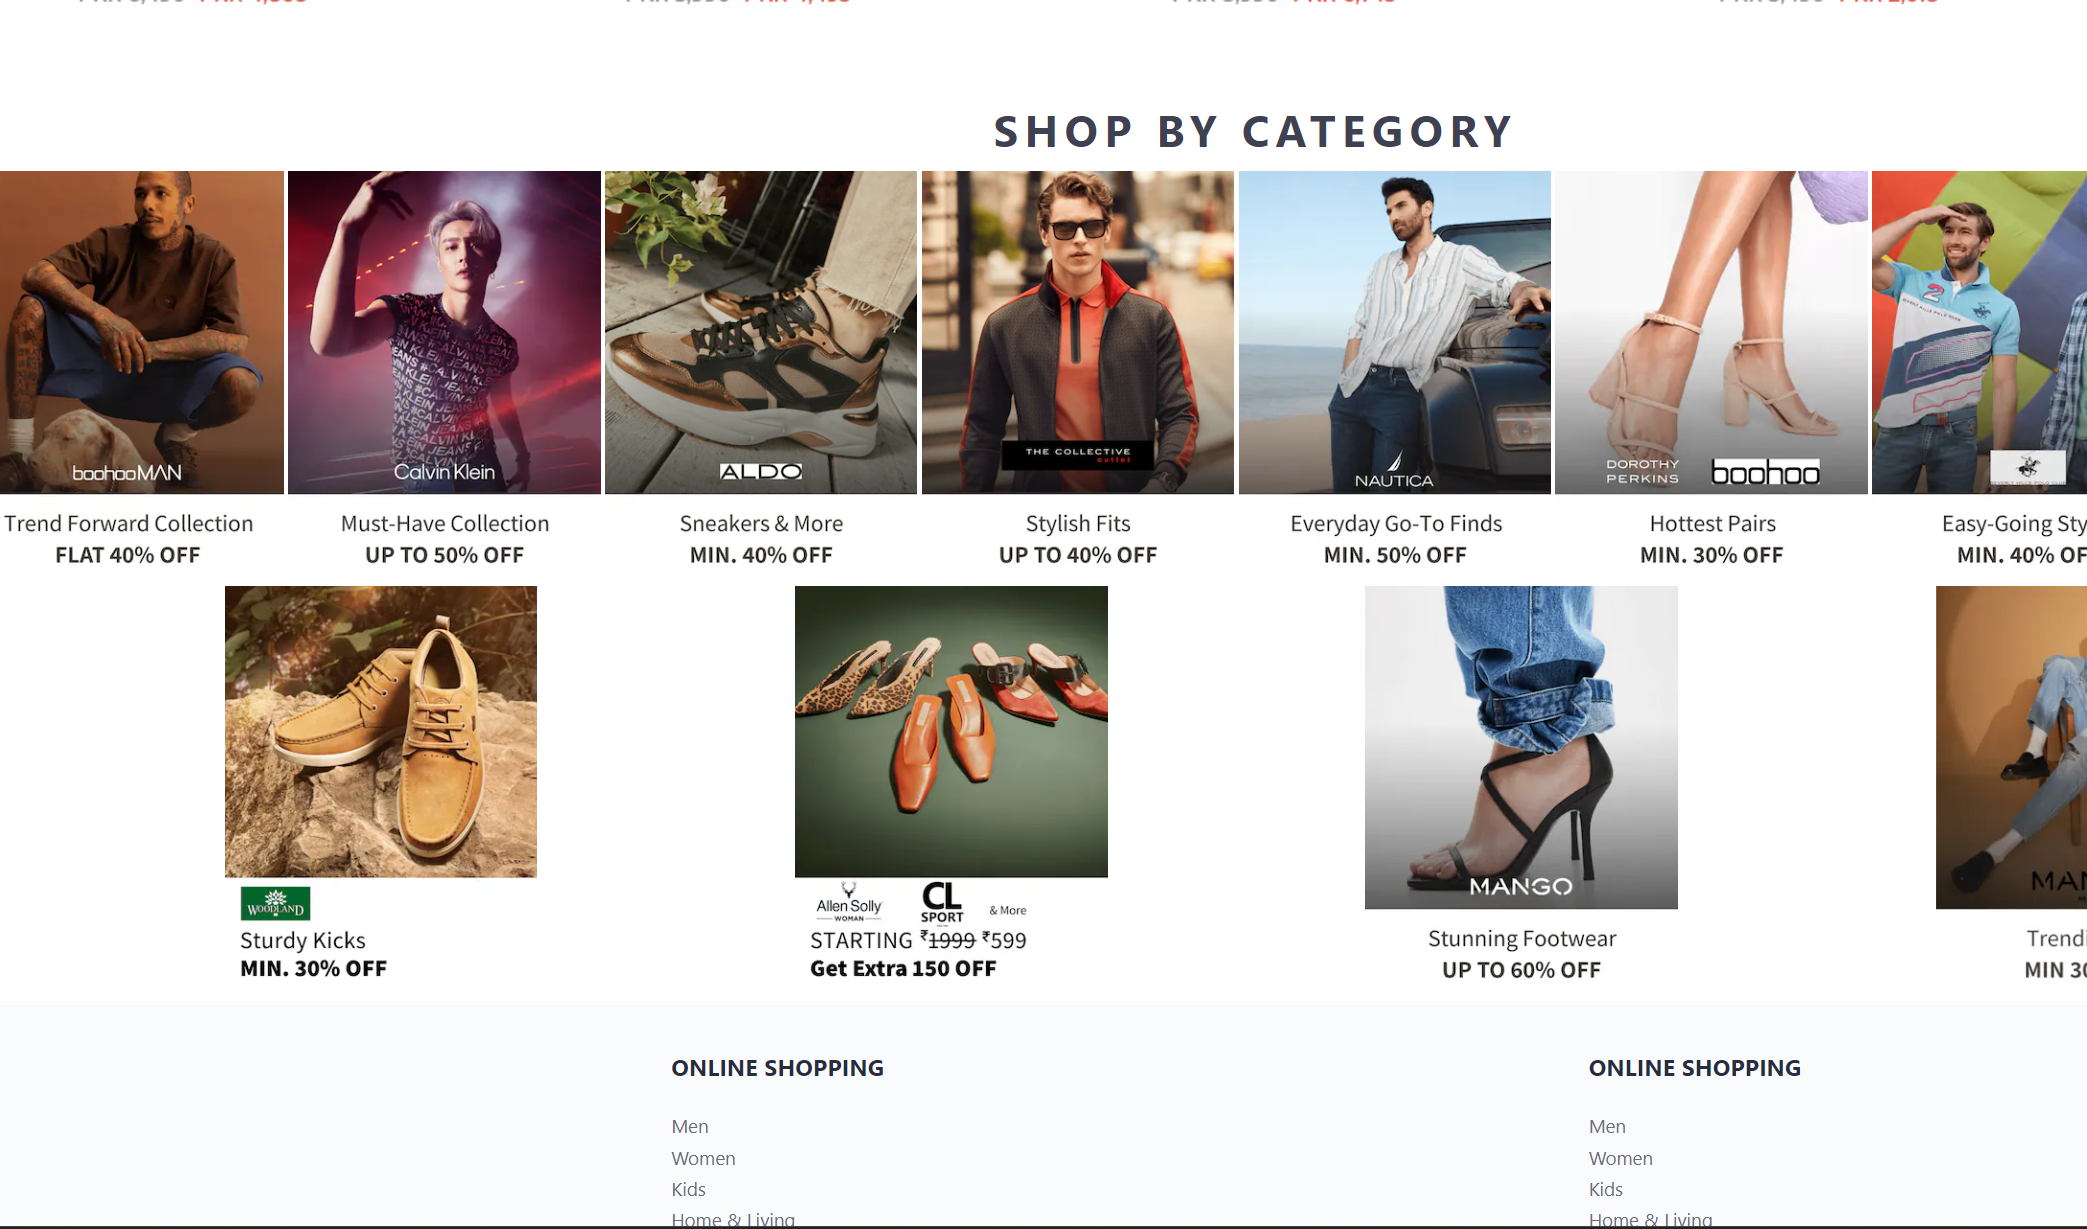 SHOP BY CATEGORY
boohooMAN
Calvin Klein
ALDO
THE COLLECTIVE
outlet
NAUTICA
DOROTHY
PERKINS
boohoo
Trend Forward Collection
FLAT 40% OFF
Must-Have Collection
UP TO 50% OFF
Sneakers & More
MIN. 40% OFF
Stylish Fits
UP TO 40% OFF
Everyday Go-To Finds
MIN. 50% OFF
Hottest Pairs
MIN. 30% OFF
Easy-Going Sty
MIN. 40% OF
WOODLAND
Sturdy Kicks
MIN. 30% OFF
Allen Solly
WOMAN
CL
SPORT
& More
STARTING ₹1999 ₹599
Get Extra 150 OFF
MANGO
Stunning Footwear
UP TO 60% OFF
MAN
Trendi
MIN 30
ONLINE SHOPPING
Men
Women
Kids
Home & Living
ONLINE SHOPPING
Men
Women
Kids
Home & Living